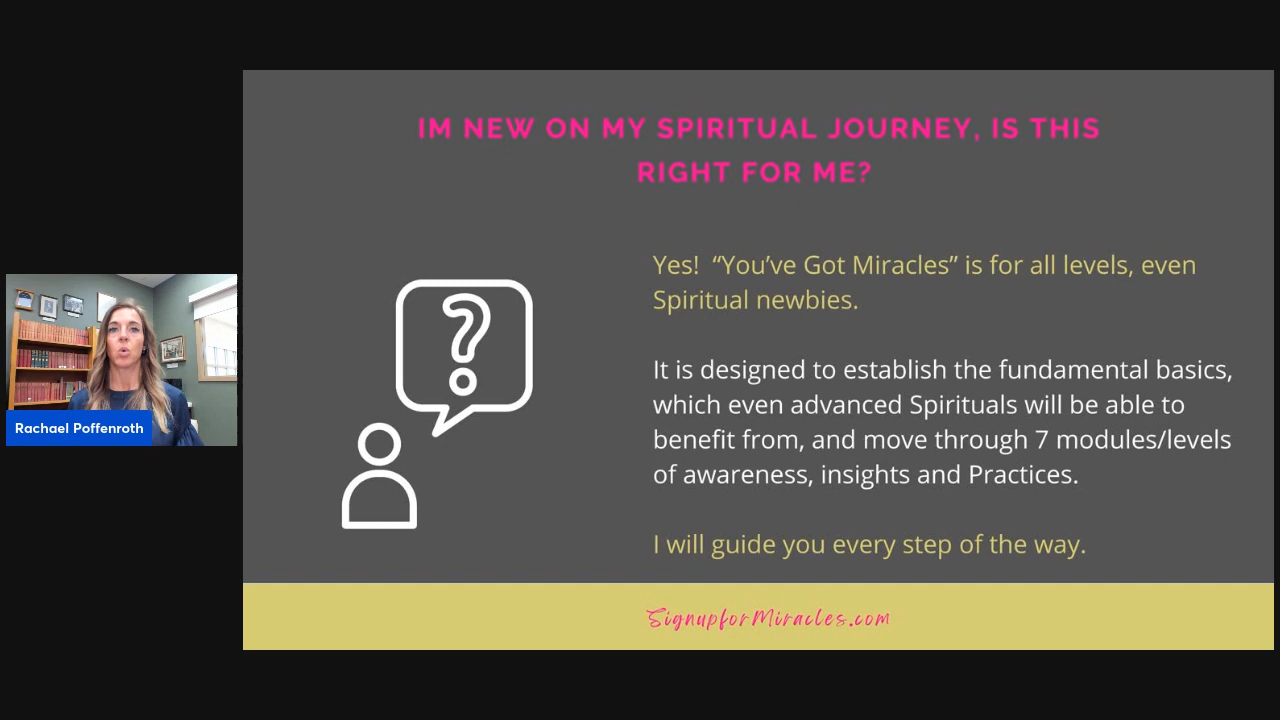 IM NEW ON MY SPIRITUAL JOURNEY, IS THIS
RIGHT FOR ME?
Yes!  “You’ve Got Miracles” is for all levels, even
Spiritual newbies.
It is designed to establish the fundamental basics,
which even advanced Spirituals will be able to
benefit from, and move through 7 modules/levels
of awareness, insights and Practices.
I will guide you every step of the way.
Rachael Poffenroth
SignupforMiracles.com